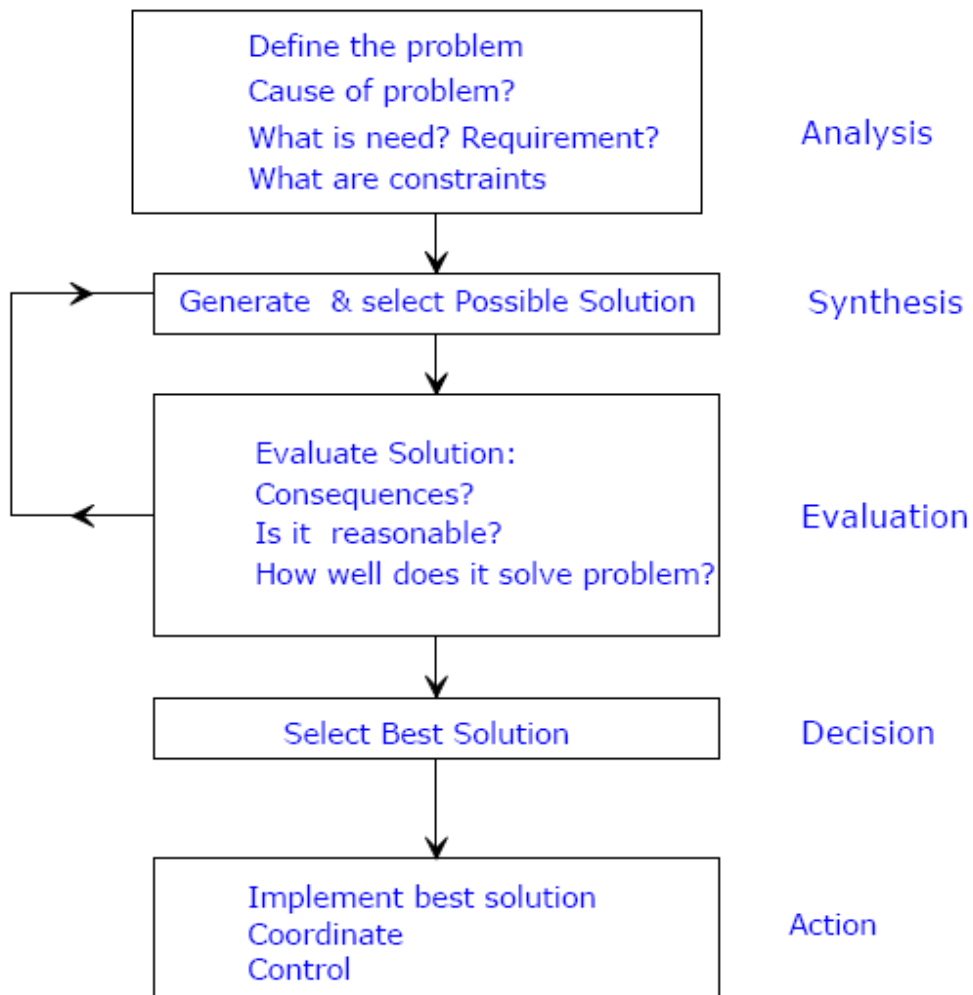 Define the problem
Cause of problem?
What is need? Requirement?
What are constraints
Analysis
Generate & select Possible Solution
Synthesis
Evaluate Solution:
Consequences?
Is it reasonable?
How well does it solve problem?
Evaluation
Select Best Solution
Decision
Implement best solution
Coordinate
Control
Action